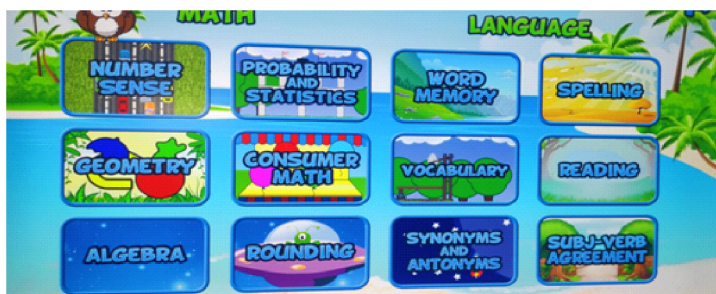 MATH
LANGUAGE
NUMBER
SENSE
PROBABILITY
AND
STATISTICS
WORD
MEMORY
SPELLING
GEOMETRY
CONSUMER
MATH
VOCABULARY
READING
ALGEBRA
ROUNDING
SYNONYMS
AND
ANTONYMS
SUBJ-VERB
AGREEMENT